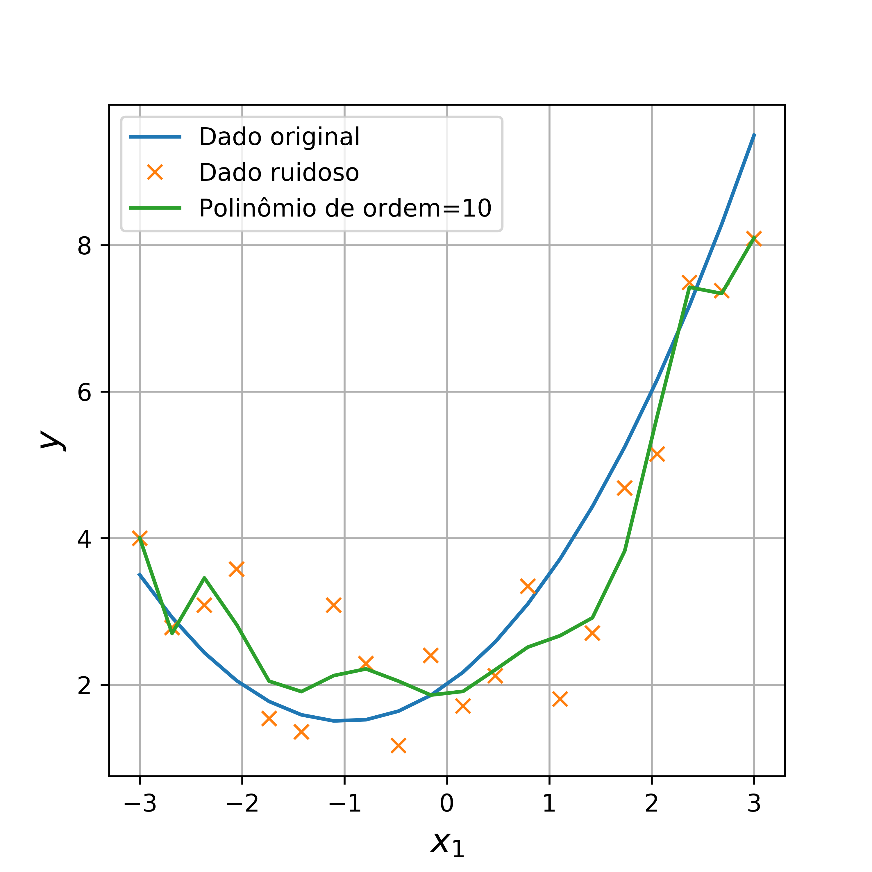 Dado original
Dado ruidoso
Polinômio de ordem=10
8
6
4
2
y
−3 −2 −1 0 1 2 3
x₁